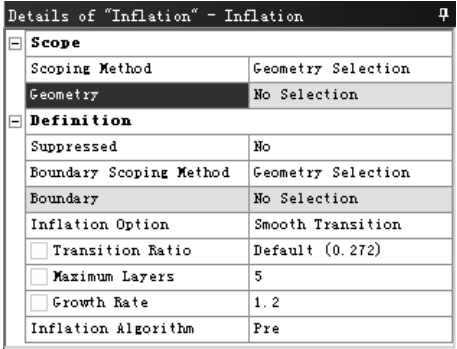 Details of "Inflation" - Inflation
Scope
Scoping Method Geometry Selection
Geometry No Selection
Definition
Suppressed No
Boundary Scoping Method Geometry Selection
Boundary No Selection
Inflation Option Smooth Transition
Transition Ratio Default (0.272)
Maximum Layers 5
Growth Rate 1.2
Inflation Algorithm Pre